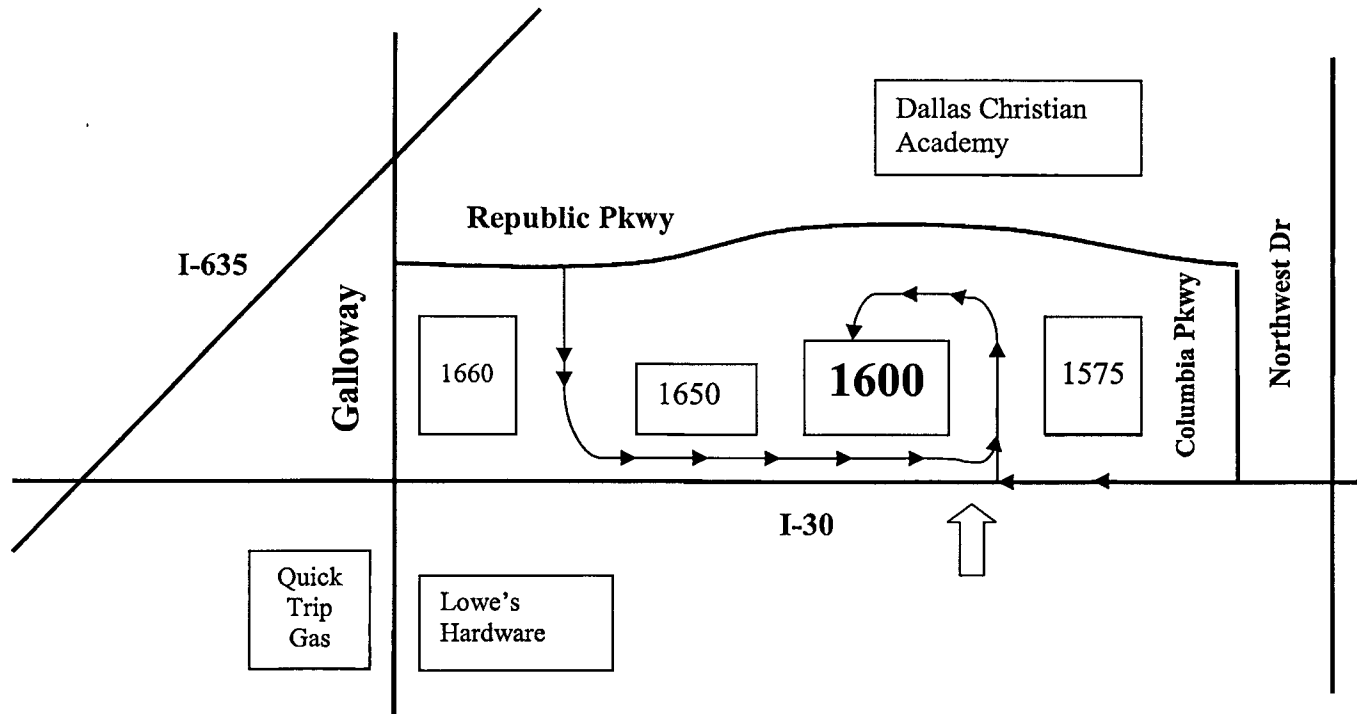 Dallas Christian
Academy
Republic Pkwy
I-635
Galloway
Northwest Dr
Columbia Pkwy
1660
1650
1600
1575
I-30
Quick
Trip
Gas
Lowe's
Hardware